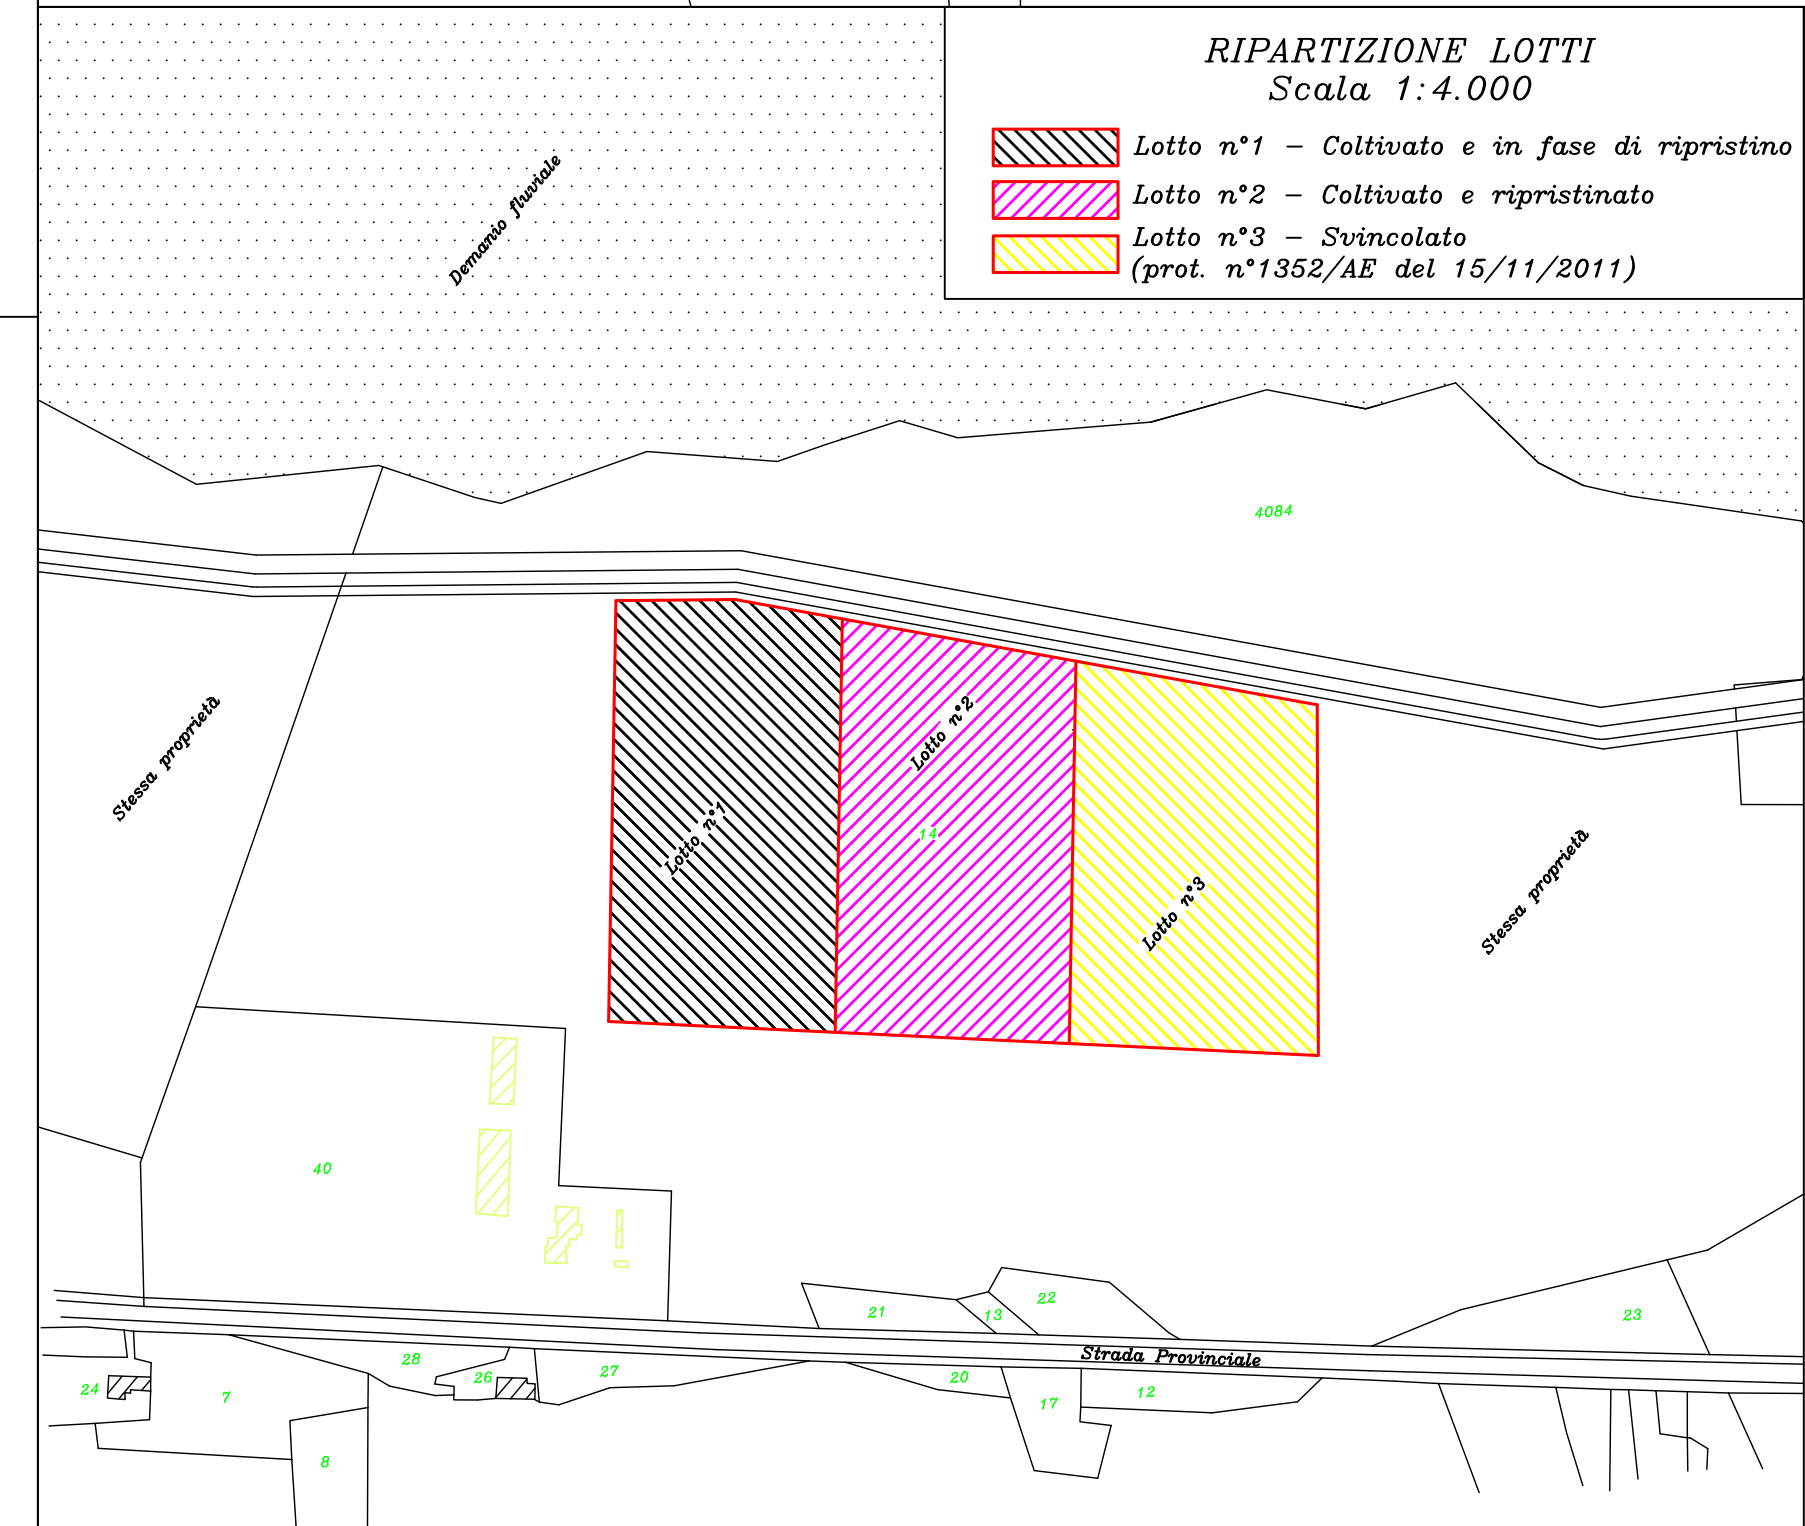 RIPARTIZIONE LOTTI
Scala 1:4.000
Lotto n°1 – Coltivato e in fase di ripristino
Lotto n°2 – Coltivato e ripristinato
Lotto n°3 – Svincolato
(prot. n°1352/AE del 15/11/2011)
Demanio fluviale
4084
Stessa proprietà
Lotto n°1
Lotto n°2
14
Lotto n°3
Stessa proprietà
40
21
13
22
23
Strada Provinciale
28
26
27
20
12
24
7
17
8